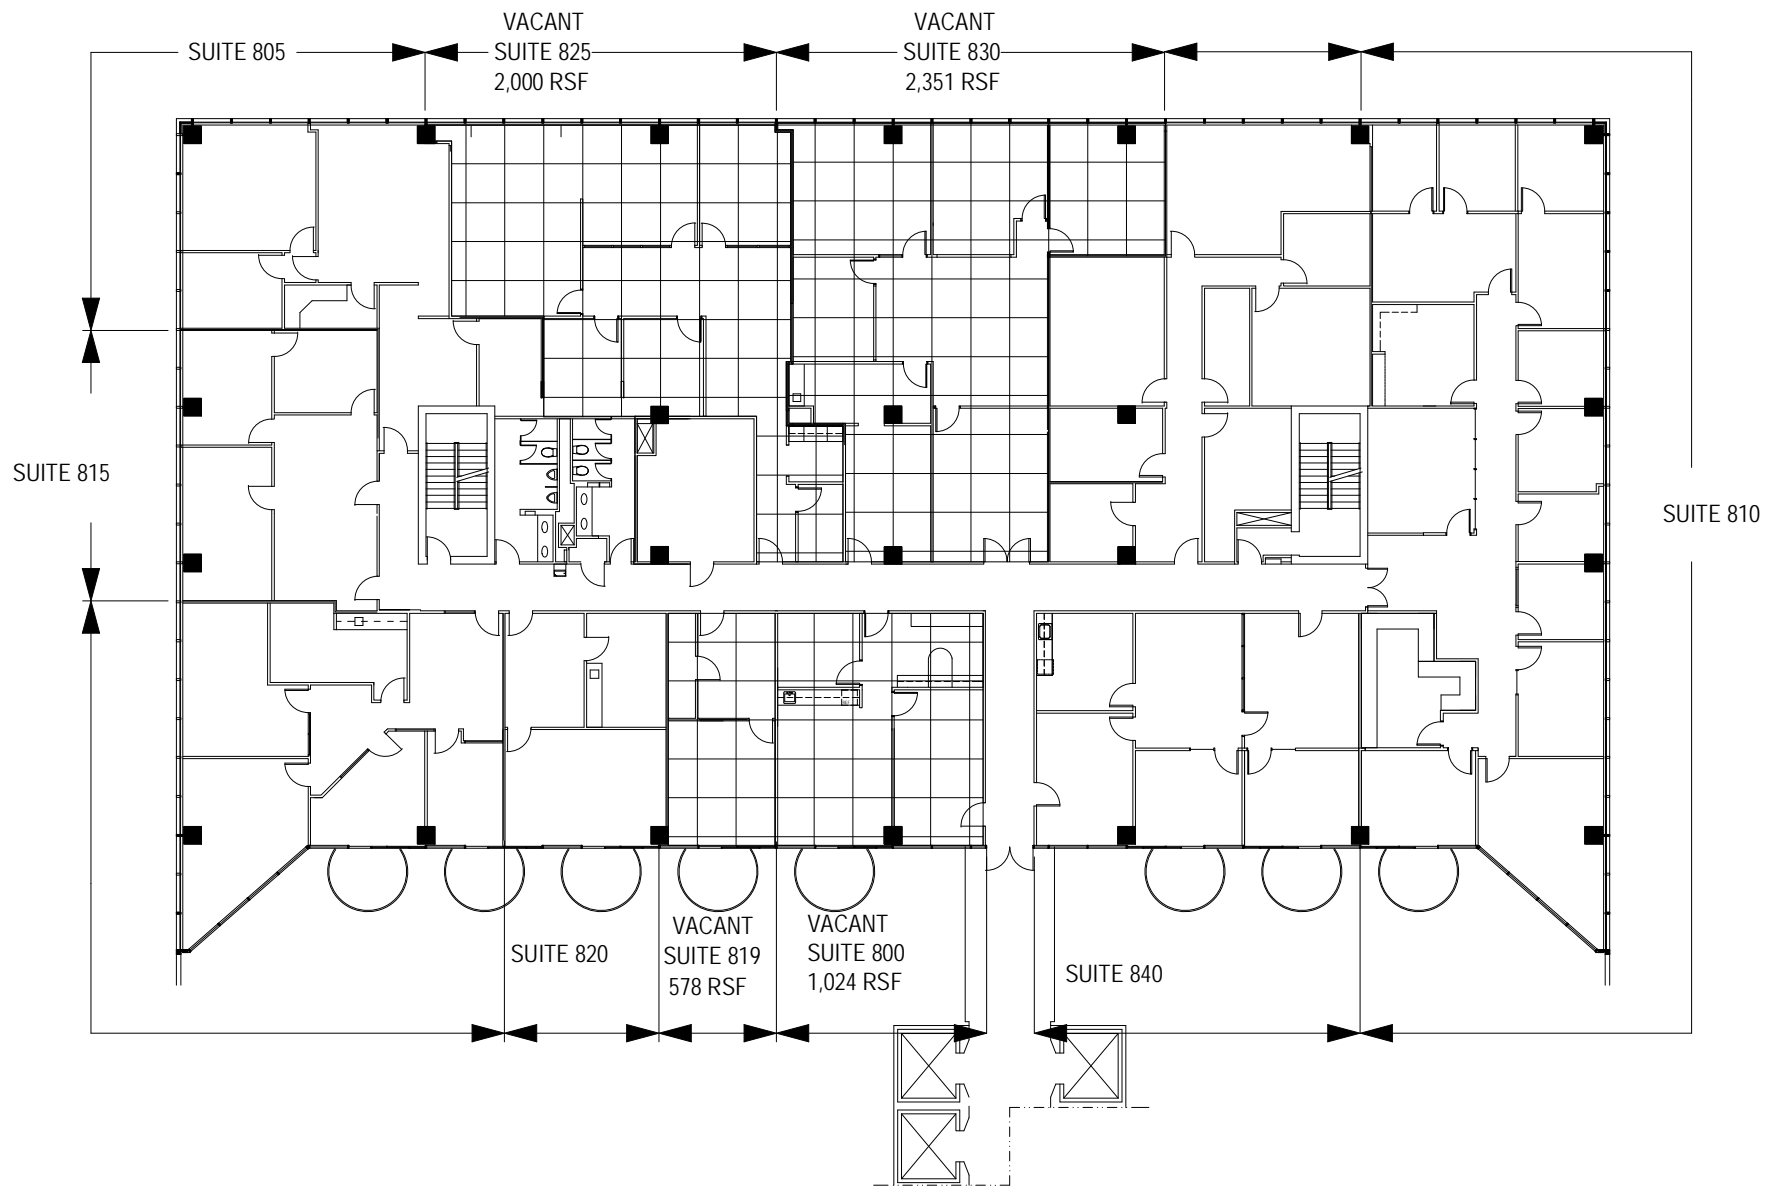 SUITE 805
VACANT
SUITE 825
2,000 RSF
VACANT
SUITE 830
2,351 RSF
SUITE 815
SUITE 810
SUITE 820
VACANT
SUITE 819
578 RSF
VACANT
SUITE 800
1,024 RSF
SUITE 840